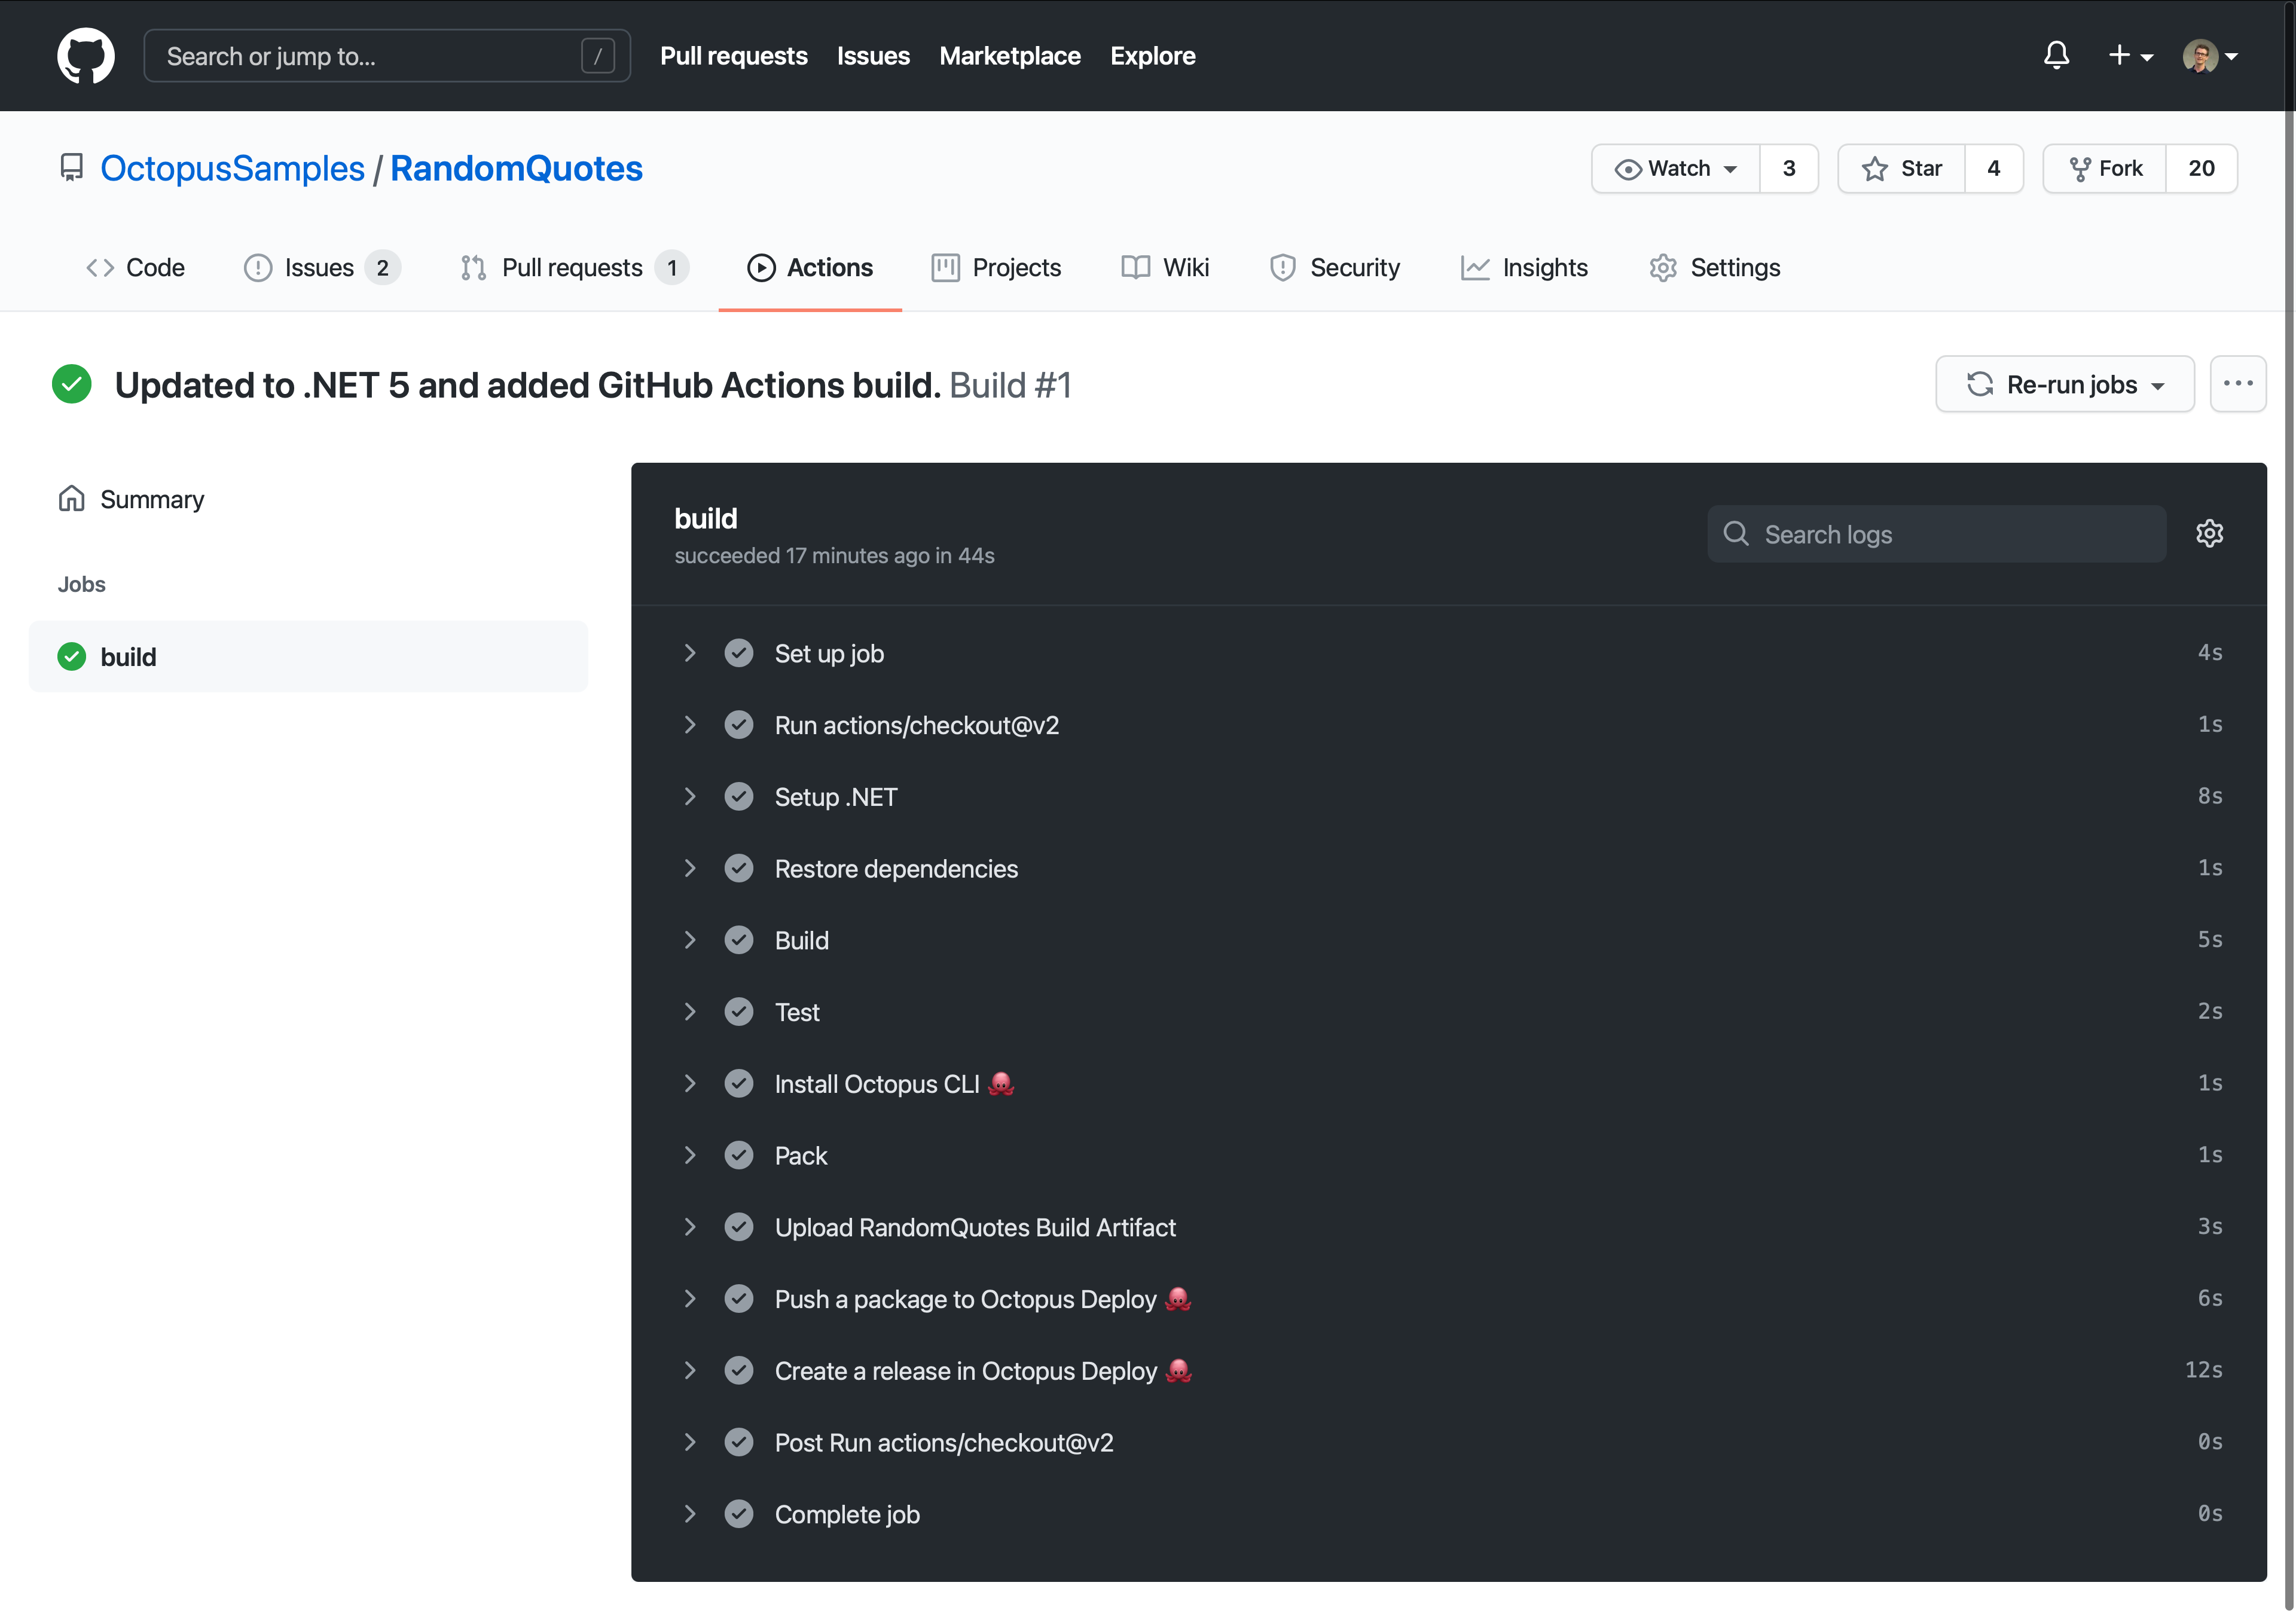 Search or jump to... /
Pull requests Issues Marketplace Explore
OctopusSamples / RandomQuotes
Watch 3 Star 4 Fork 20
Code Issues 2 Pull requests 1 Actions Projects Wiki Security Insights Settings
Updated to .NET 5 and added GitHub Actions build. Build #1
Re-run jobs
Summary
Jobs
build
build
succeeded 17 minutes ago in 44s
Search logs
Set up job 4s
Run actions/checkout@v2 1s
Setup .NET 8s
Restore dependencies 1s
Build 5s
Test 2s
Install Octopus CLI 🐙 1s
Pack 1s
Upload RandomQuotes Build Artifact 3s
Push a package to Octopus Deploy 🐙 6s
Create a release in Octopus Deploy 🐙 12s
Post Run actions/checkout@v2 0s
Complete job 0s